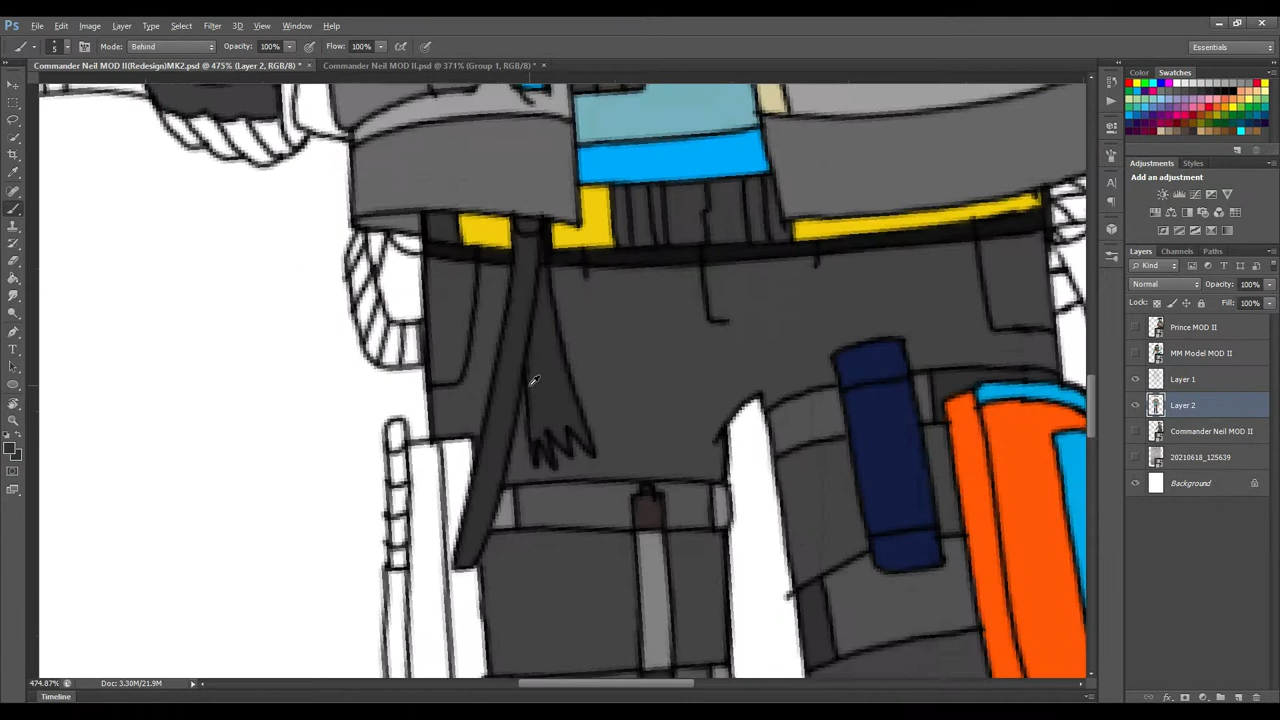 Ps File Edit Image Layer Type Select Filter 3D View Window Help
5 Mode: Behind Opacity: 100% Flow: 100% Essentials
Commander Neil MOD II(Redesign)MK2.psd @ 475% (Layer 2, RGB/8) * × Commander Neil MOD II.psd @ 371% (Group 1, RGB/8) * ×
Color Swatches
Adjustments Styles
Add an adjustment
Layers Channels Paths
Kind
Normal Opacity: 100%
Lock: Fill: 100%
Prince MOD II
MM Model MOD II
Layer 1
Layer 2
Commander Neil MOD II
20210618_125639
Background
474.87% Doc: 3.30M/21.9M
Timeline